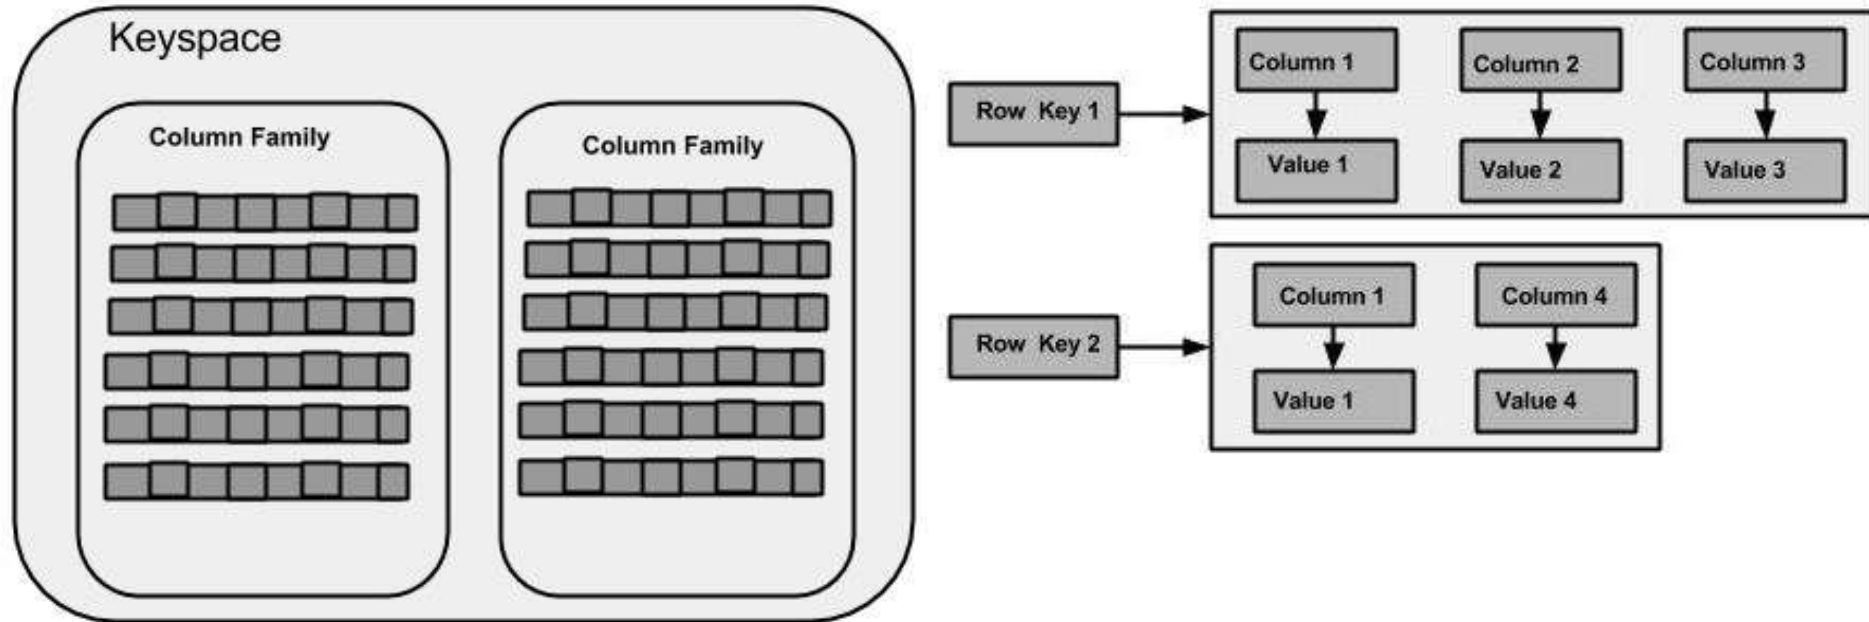 Keyspace
Column Family
Column Family
Row Key 1
Column 1
Column 2
Column 3
Value 1
Value 2
Value 3
Row Key 2
Column 1
Column 4
Value 1
Value 4